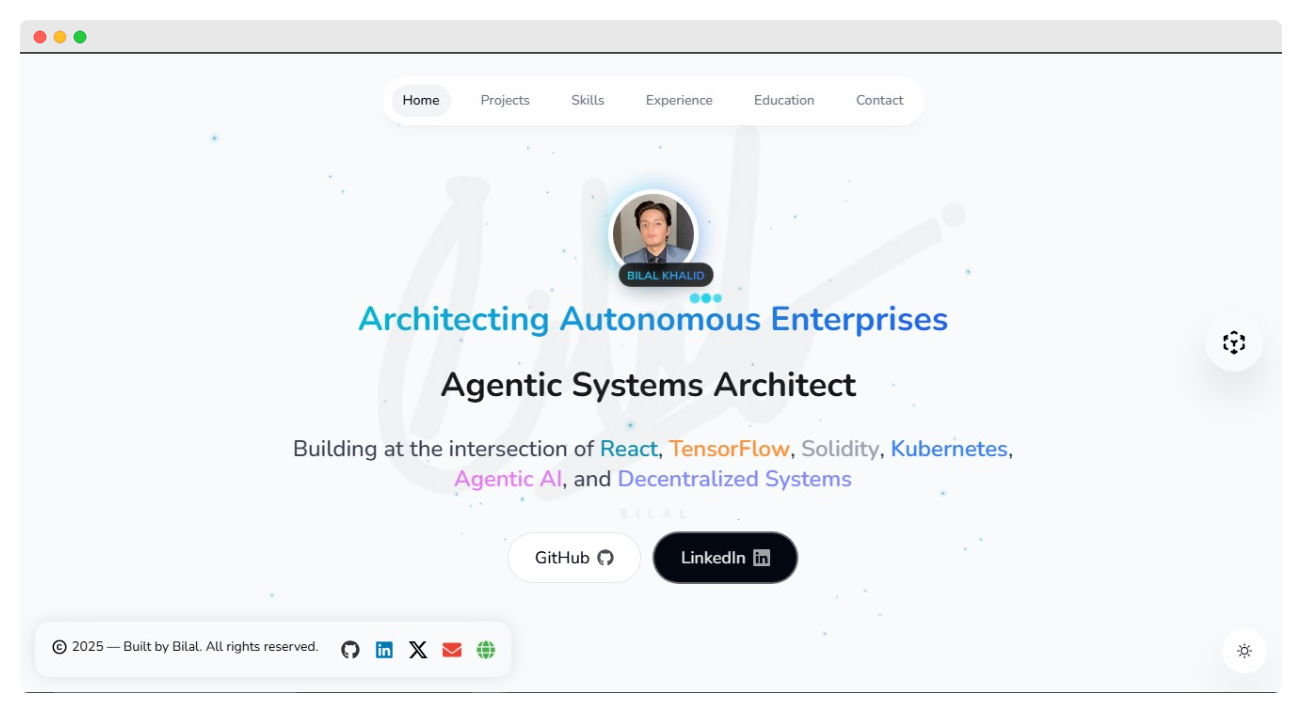 Home Projects Skills Experience Education Contact
BILAL KHALID
Architecting Autonomous Enterprises
Agentic Systems Architect
Building at the intersection of React, TensorFlow, Solidity, Kubernetes,
Agentic AI, and Decentralized Systems
BILAL
GitHub
LinkedIn
© 2025 — Built by Bilal. All rights reserved.